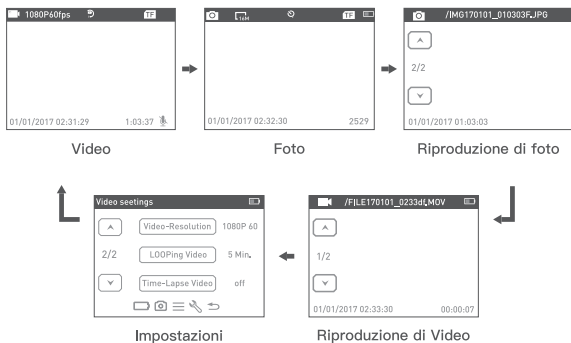 1080P60fps TF
01/01/2017 02:31:29 1:03:37
Video
16M TF
01/01/2017 02:32:30 2529
Foto
/IMG170101_010303F.JPG
2/2
01/01/2017 01:03:03
Riproduzione di foto
Video seetings
Video-Resolution 1080P 60
2/2 LOOPing Video 5 Min.
Time-Lapse Video off
Impostazioni
/FILE170101_0233df.MOV
1/2
01/01/2017 02:33:30 00:00:07
Riproduzione di Video